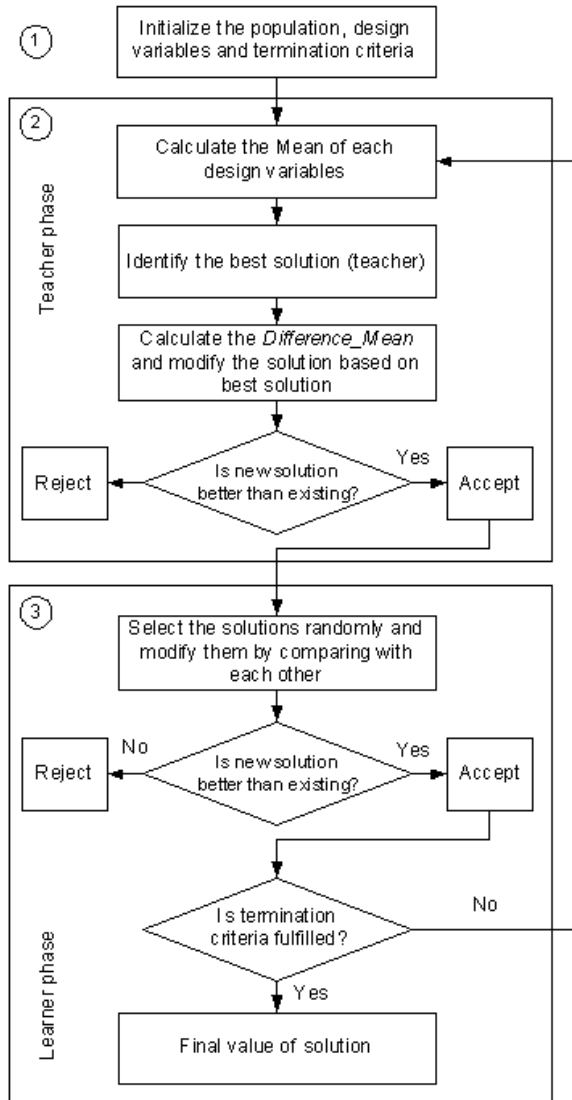 1
Initialize the population, design
variables and termination criteria
2
Teacher phase
Calculate the Mean of each
design variables
Identify the best solution (teacher)
Calculate the Difference_Mean
and modify the solution based on
best solution
Reject
Is new solution
better than existing?
Yes
Accept
3
Learner phase
Select the solutions randomly and
modify them by comparing with
each other
Reject
No
Is new solution
better than existing?
Yes
Accept
Is termination
criteria fulfilled?
No
Yes
Final value of solution